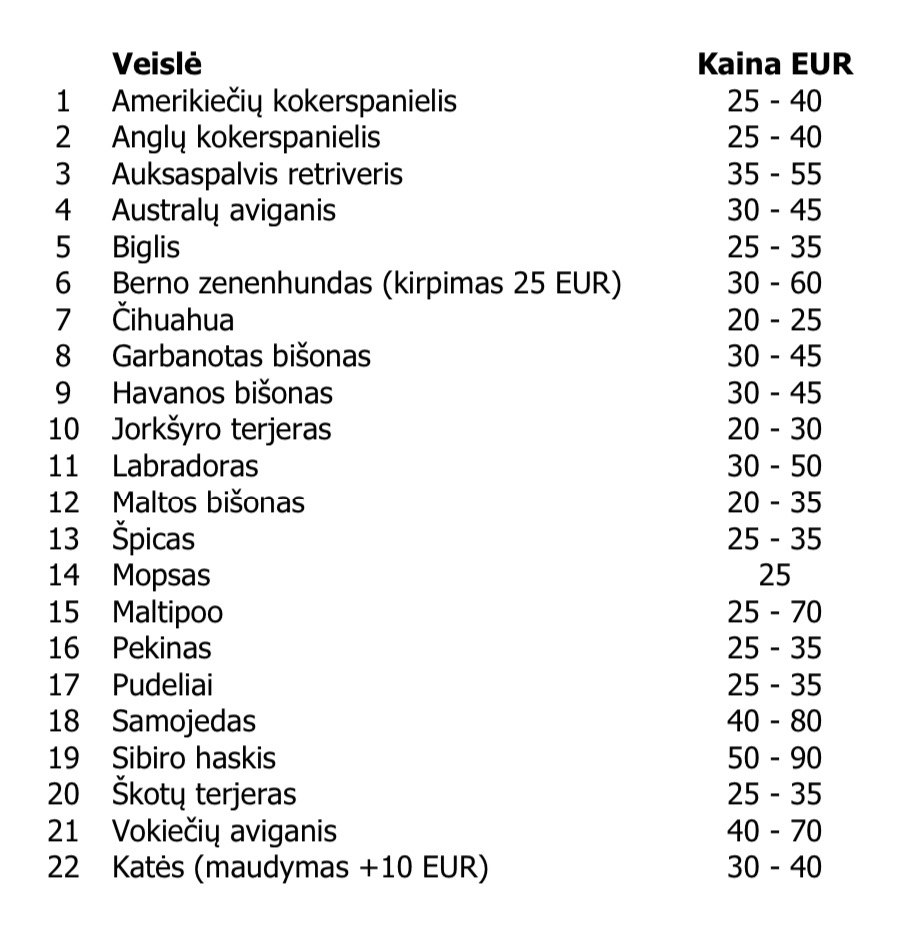 Veislė Kaina EUR
1 Amerikiečių kokerspanielis 25 - 40
2 Anglų kokerspanielis 25 - 40
3 Auksaspalvis retriveris 35 - 55
4 Australų aviganis 30 - 45
5 Biglis 25 - 35
6 Berno zenenhundas (kirpimas 25 EUR) 30 - 60
7 Čihuahua 20 - 25
8 Garbanotas bišonas 30 - 45
9 Havanos bišonas 30 - 45
10 Jorkšyro terjeras 20 - 30
11 Labradoras 30 - 50
12 Maltos bišonas 20 - 35
13 Špicas 25 - 35
14 Mopsas 25
15 Maltipoo 25 - 70
16 Pekinas 25 - 35
17 Pudeliai 25 - 35
18 Samojedas 40 - 80
19 Sibiro haskis 50 - 90
20 Škotų terjeras 25 - 35
21 Vokiečių aviganis 40 - 70
22 Katės (maudymas +10 EUR) 30 - 40